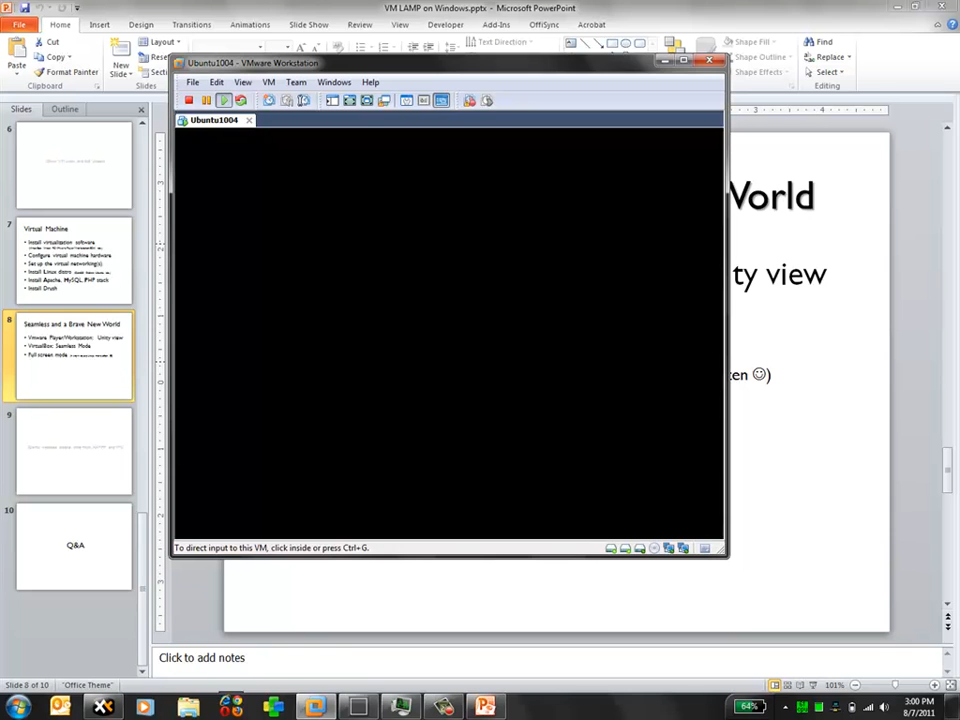 VM LAMP on Windows.pptx - PowerPoint
File Home Insert Design Transitions Animations Slide Show Review View Developer Add-Ins OffiSync Acrobat
Paste
Cut
Copy
Format Painter
Clipboard
New Slide
Layout
Reset
Section
Slides
Text Direction
Shape Fill
Shape Effects
Find
Replace
Select
Editing
Slides Outline
6
7
Virtual Machine
• Install virtualization software
• Configure virtual machine hardware
• Set up the virtual networking(s)
• Install Linux distro
• Install Apache, MySQL, PHP stack
• Install Drush
8
Seamless and a Brave New World
• Vmware Player/Workstation: Unity view
• VirtualBox: Seamless Mode
• Full screen mode
9
10
Q&A
Ubuntu1004 - VMware Workstation
File Edit View VM Team Windows Help
Ubuntu1004
To direct input to this VM, click inside or press Ctrl+G.
World
ty view
ten ☺)
Click to add notes
Slide 8 of 10 "Office Theme" 101%
64%
3:00 PM
8/7/2011